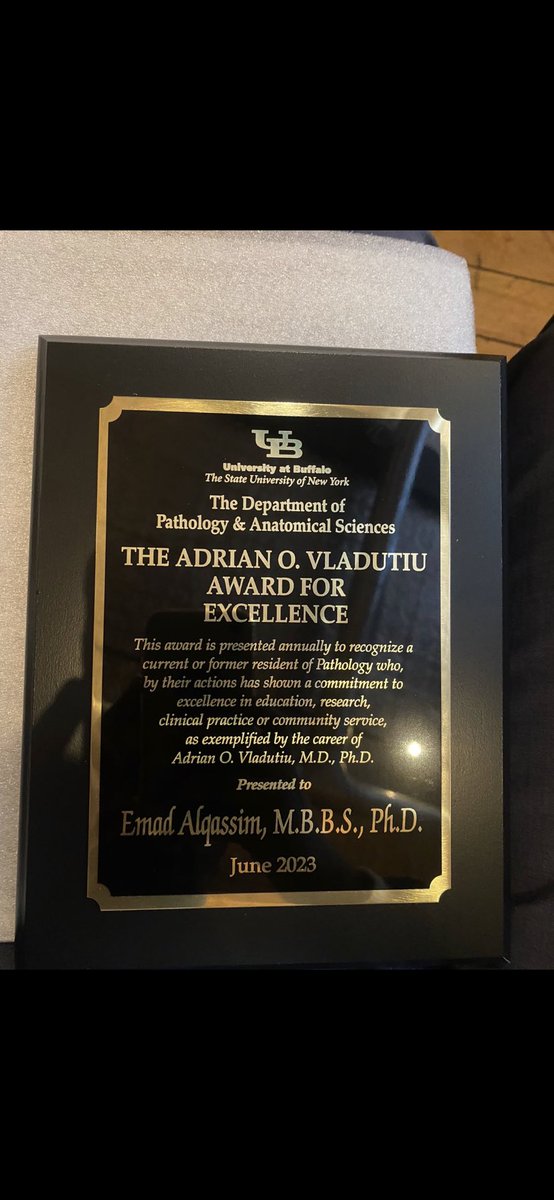 UB
University at Buffalo
The State University of New York
The Department of
Pathology & Anatomical Sciences
THE ADRIAN O. VLADUTIU
AWARD FOR
EXCELLENCE
This award is presented annually to recognize a
current or former resident of Pathology who,
by their actions has shown a commitment to
excellence in education, research,
clinical practice or community service,
as exemplified by the career of
Adrian O. Vladutiu, M.D., Ph.D.
Presented to
Emad Alqassim, M.B.B.S., Ph.D.
June 2023